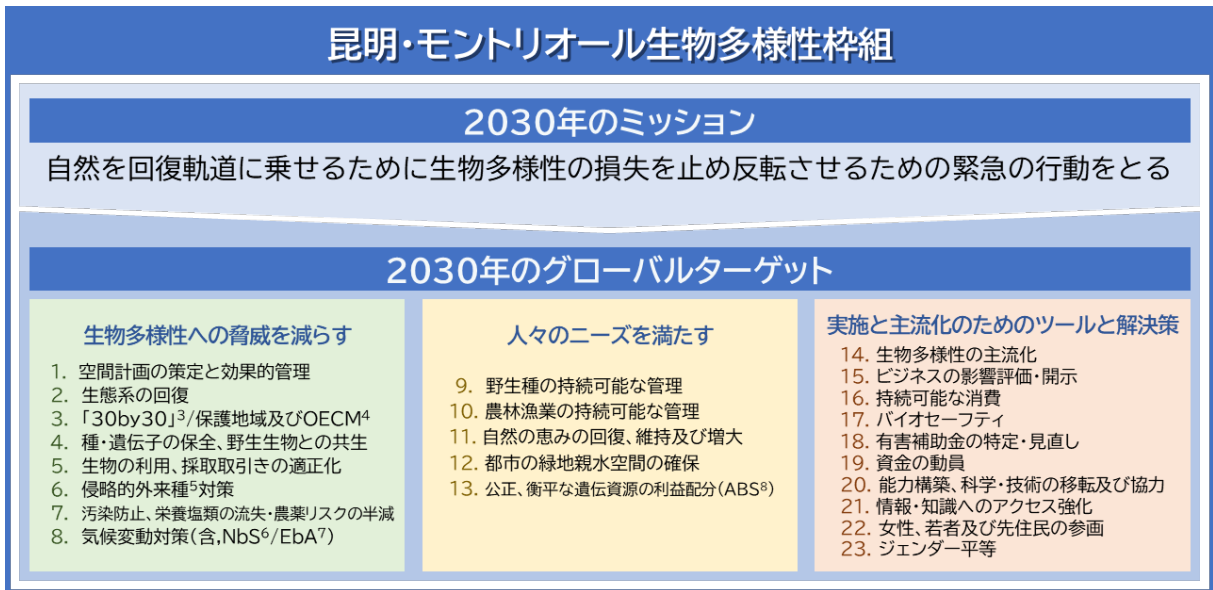 昆明・モントリオール生物多様性枠組
2030年のミッション
自然を回復軌道に乗せるために生物多様性の損失を止め反転させるための緊急の行動をとる
2030年のグローバルターゲット
生物多様性への脅威を減らす
1. 空間計画の策定と効果的管理
2. 生態系の回復
3. 「30by30」³/保護地域及びOECM⁴
4. 種・遺伝子の保全、野生生物との共生
5. 生物の利用、採取取引きの適正化
6. 侵略的外来種⁵対策
7. 汚染防止、栄養塩類の流失・農薬リスクの半減
8. 気候変動対策(含,NbS⁶/EbA⁷)
人々のニーズを満たす
9. 野生種の持続可能な管理
10. 農林漁業の持続可能な管理
11. 自然の恵みの回復、維持及び増大
12. 都市の緑地親水空間の確保
13. 公正、衡平な遺伝資源の利益配分(ABS⁸)
実施と主流化のためのツールと解決策
14. 生物多様性の主流化
15. ビジネスの影響評価・開示
16. 持続可能な消費
17. バイオセーフティ
18. 有害補助金の特定・見直し
19. 資金の動員
20. 能力構築、科学・技術の移転及び協力
21. 情報・知識へのアクセス強化
22. 女性、若者及び先住民の参画
23. ジェンダー平等